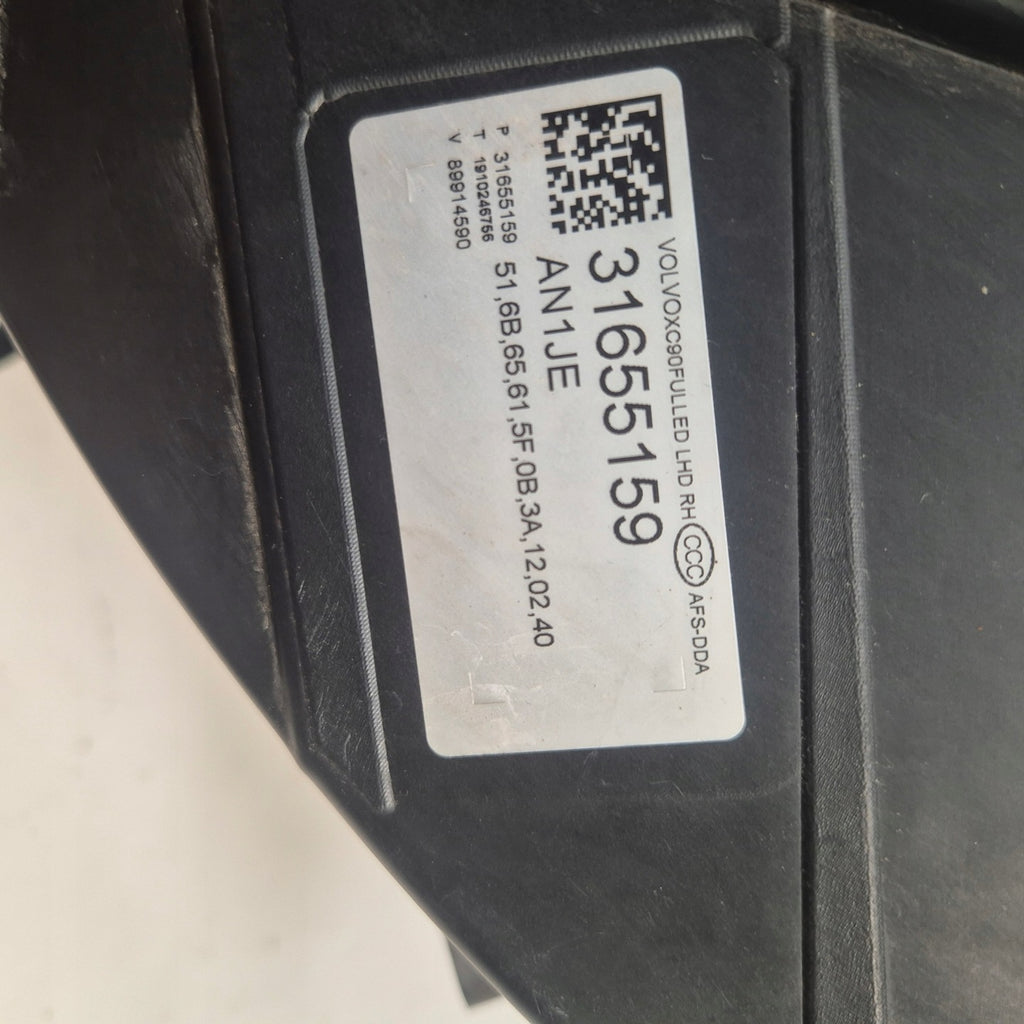 VOLVOXC90FULLED LHD RH CCC AFS-DDA
31655159
AN1JE
P 31655159 51,6B,65,61,5F,0B,3A,12,02,40
T 1910246756
V 89914590